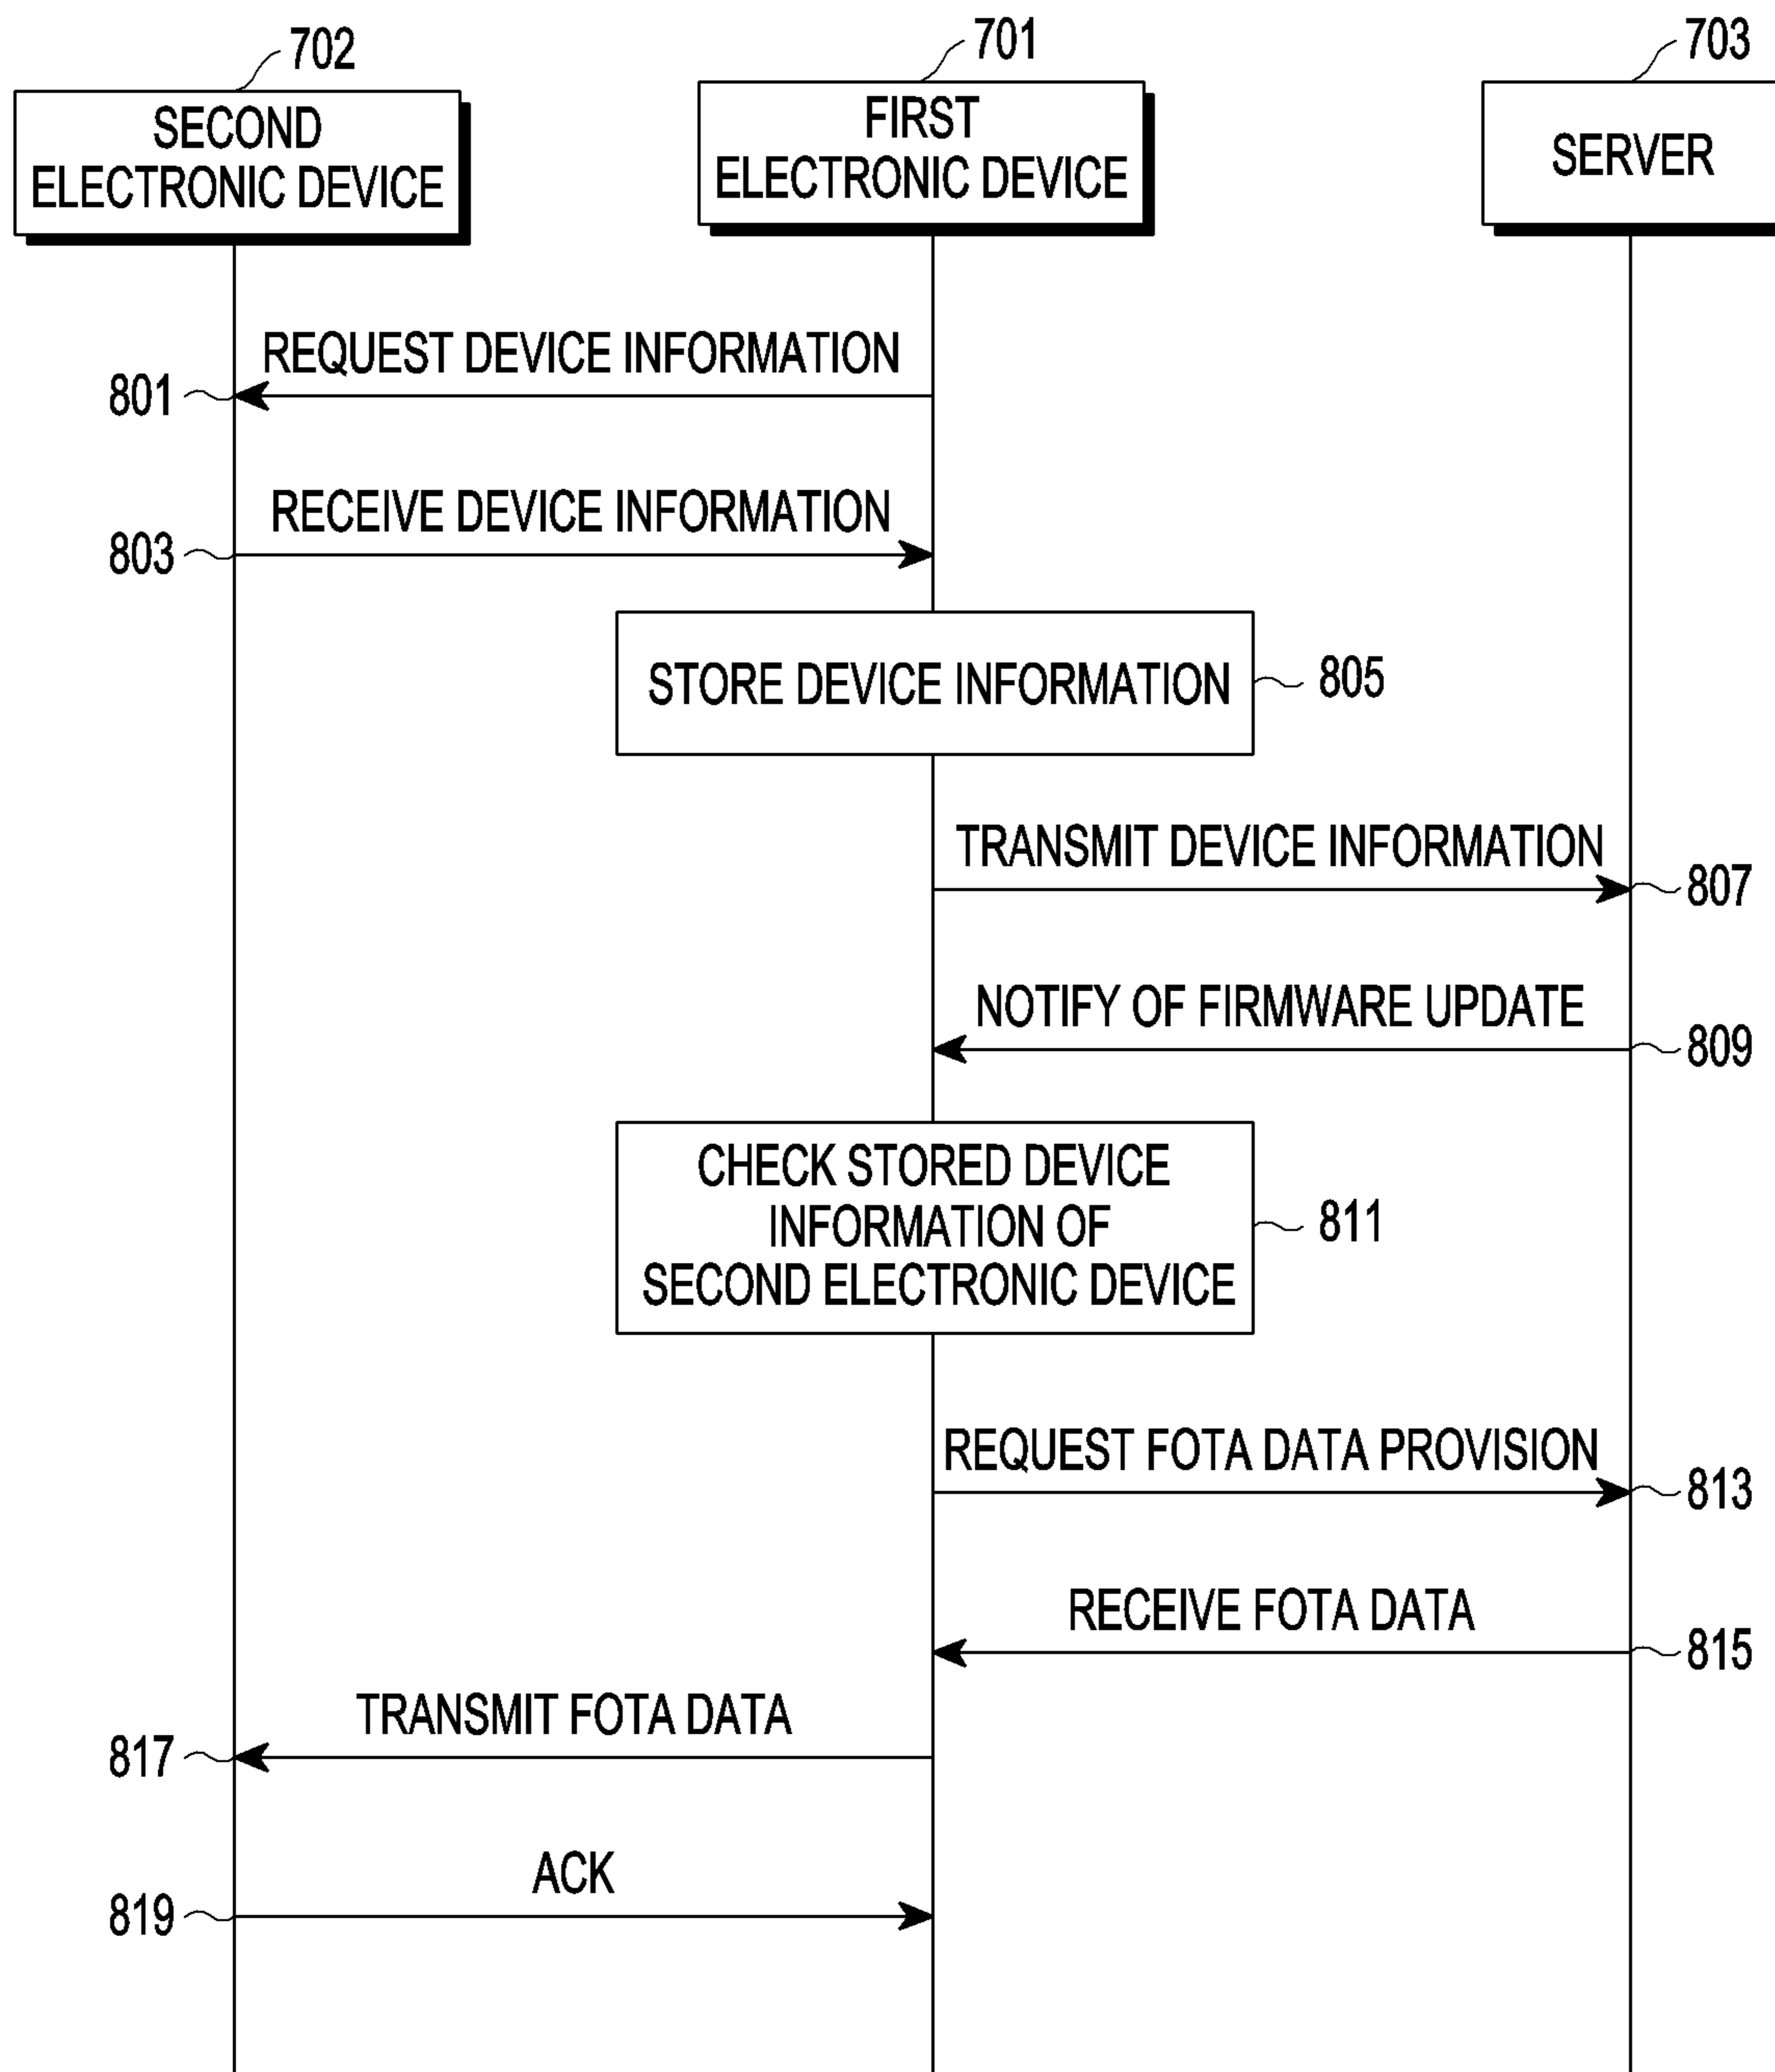 702
701
703
SECOND
ELECTRONIC DEVICE
FIRST
ELECTRONIC DEVICE
SERVER
REQUEST DEVICE INFORMATION
801
RECEIVE DEVICE INFORMATION
803
STORE DEVICE INFORMATION
805
TRANSMIT DEVICE INFORMATION
807
NOTIFY OF FIRMWARE UPDATE
809
CHECK STORED DEVICE
INFORMATION OF
SECOND ELECTRONIC DEVICE
811
REQUEST FOTA DATA PROVISION
813
RECEIVE FOTA DATA
815
TRANSMIT FOTA DATA
817
ACK
819